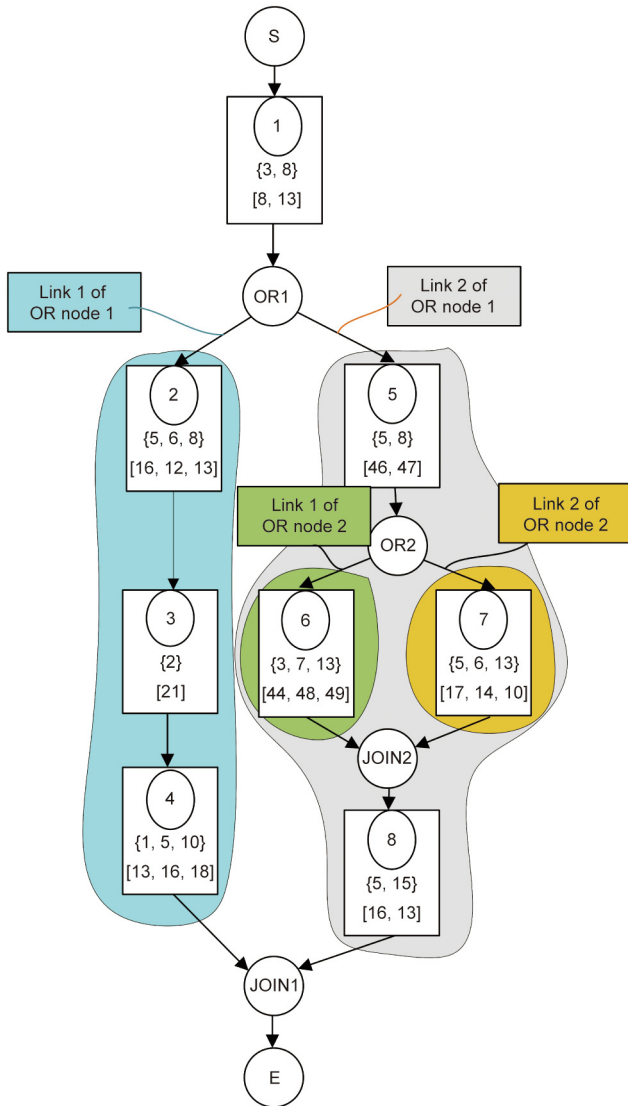 S
1
{3, 8}
[8, 13]
Link 1 of
OR node 1
OR1
Link 2 of
OR node 1
2
{5, 6, 8}
[16, 12, 13]
5
{5, 8}
[46, 47]
Link 1 of
OR node 2
OR2
Link 2 of
OR node 2
3
{2}
[21]
6
{3, 7, 13}
[44, 48, 49]
7
{5, 6, 13}
[17, 14, 10]
JOIN2
4
{1, 5, 10}
[13, 16, 18]
8
{5, 15}
[16, 13]
JOIN1
E